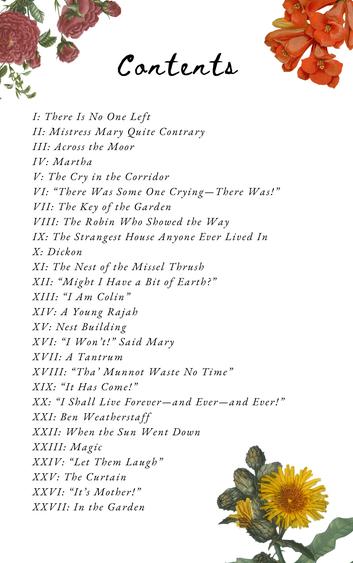 Contents
I: There Is No One Left
II: Mistress Mary Quite Contrary
III: Across the Moor
IV: Martha
V: The Cry in the Corridor
VI: “There Was Some One Crying—There Was!”
VII: The Key of the Garden
VIII: The Robin Who Showed the Way
IX: The Strangest House Anyone Ever Lived In
X: Dickon
XI: The Nest of the Missel Thrush
XII: “Might I Have a Bit of Earth?”
XIII: “I Am Colin”
XIV: A Young Rajah
XV: Nest Building
XVI: “I Won't!” Said Mary
XVII: A Tantrum
XVIII: “Tha' Munnot Waste No Time”
XIX: “It Has Come!”
XX: “I Shall Live Forever—and Ever—and Ever!”
XXI: Ben Weatherstaff
XXII: When the Sun Went Down
XXIII: Magic
XXIV: “Let Them Laugh”
XXV: The Curtain
XXVI: “It's Mother!”
XXVII: In the Garden